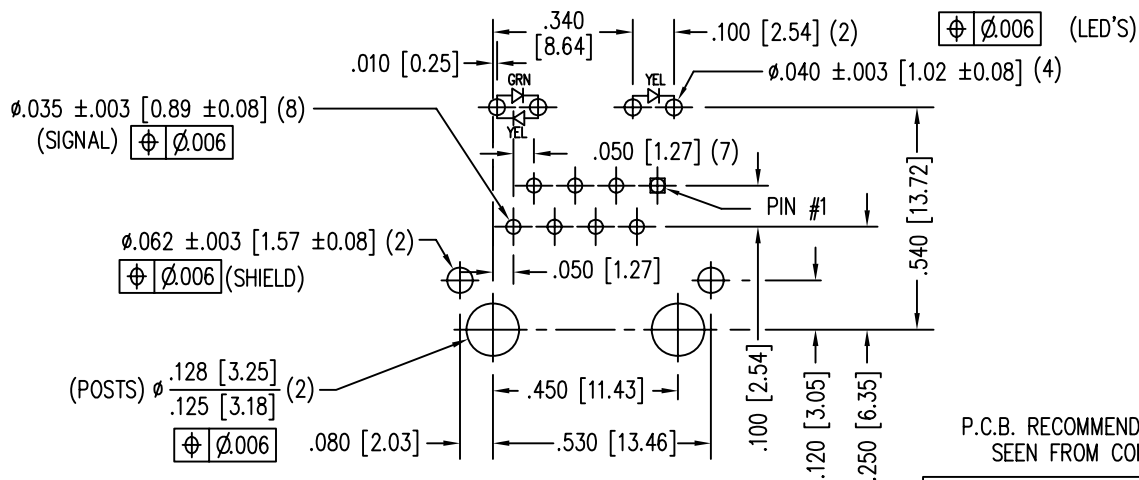 .340
[8.64]
.100 [2.54] (2)
⌖ Ø.006 (LED'S)
.010 [0.25]
GRN
YEL
YEL
ø.040 ±.003 [1.02 ±0.08] (4)
ø.035 ±.003 [0.89 ±0.08] (8)
(SIGNAL) ⌖ Ø.006
.050 [1.27] (7)
PIN #1
.540 [13.72]
ø.062 ±.003 [1.57 ±0.08] (2)
⌖ Ø.006 (SHIELD)
.050 [1.27]
(POSTS) ø .128 [3.25] (2)
.125 [3.18]
⌖ Ø.006
.450 [11.43]
.080 [2.03]
.530 [13.46]
.100 [2.54]
.120 [3.05]
.250 [6.35]
P.C.B. RECOMMEND
SEEN FROM CO